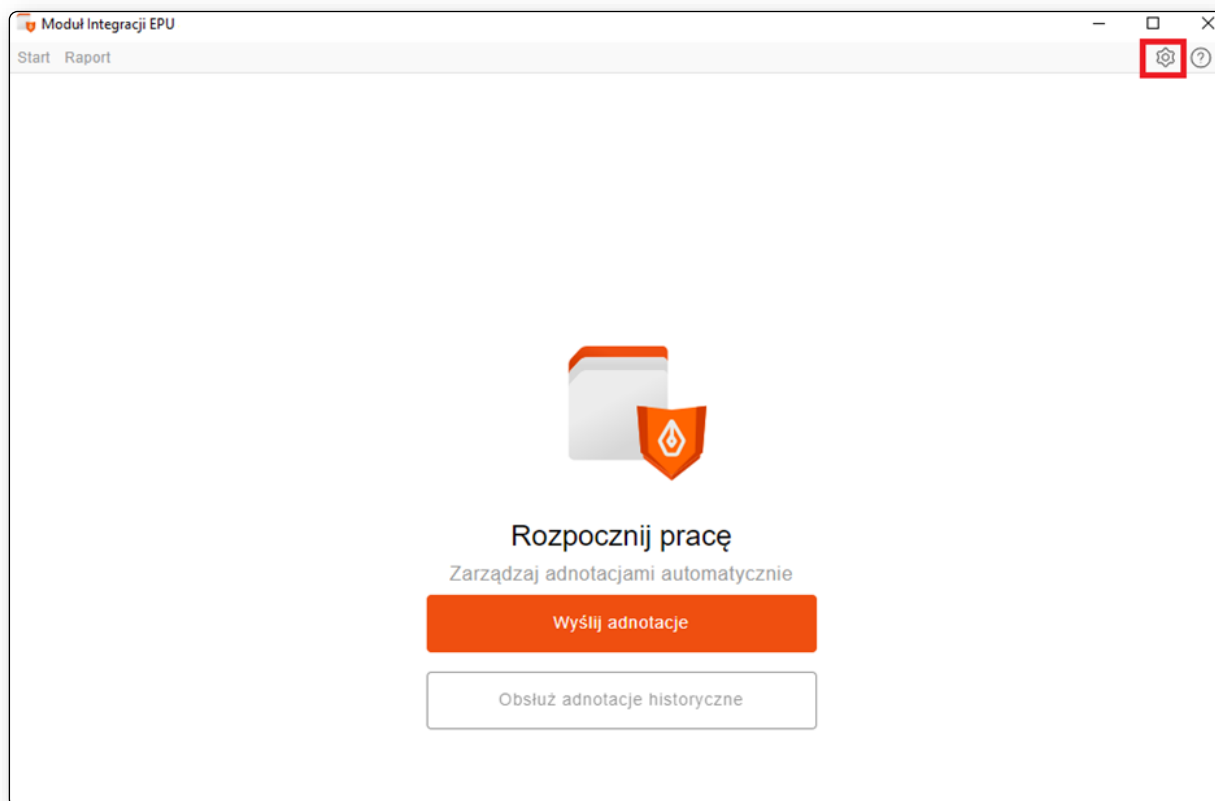 Moduł Integracji EPU
Start Raport
Rozpocznij pracę
Zarządzaj adnotacjami automatycznie
Wyślij adnotacje
Obsłuż adnotacje historyczne